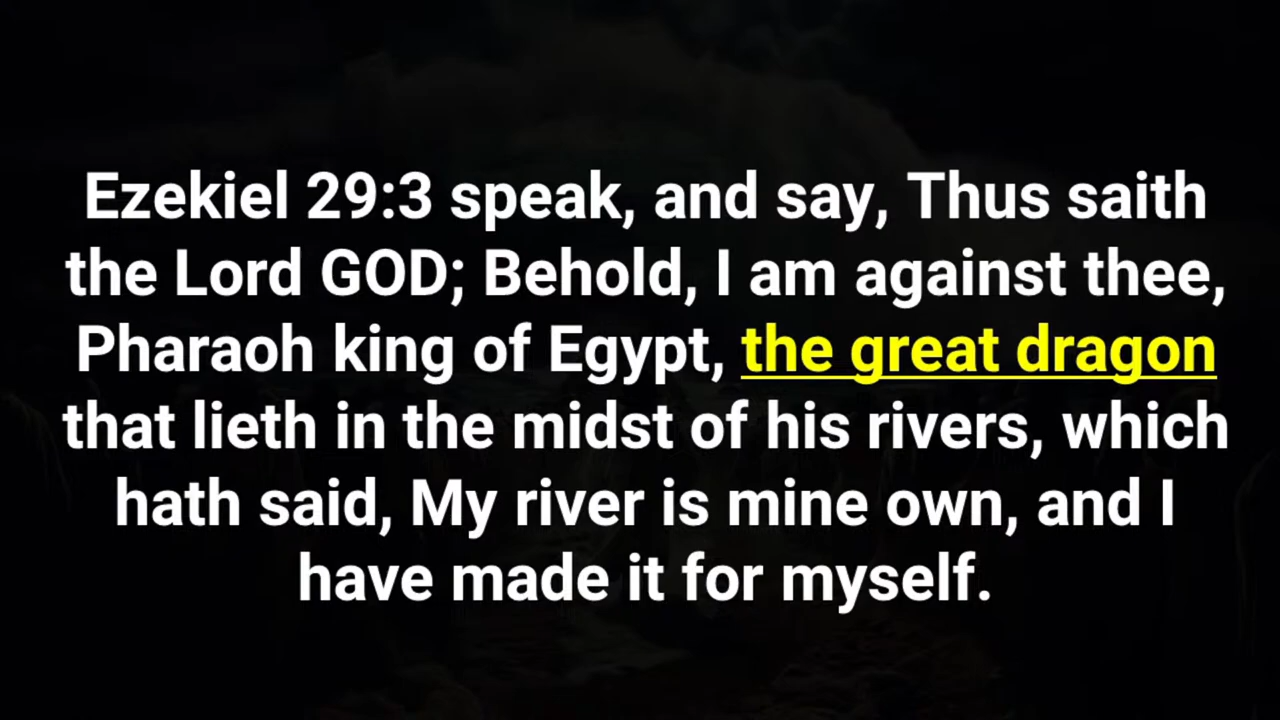 Ezekiel 29:3 speak, and say, Thus saith
the Lord GOD; Behold, I am against thee,
Pharaoh king of Egypt, the great dragon
that lieth in the midst of his rivers, which
hath said, My river is mine own, and I
have made it for myself.